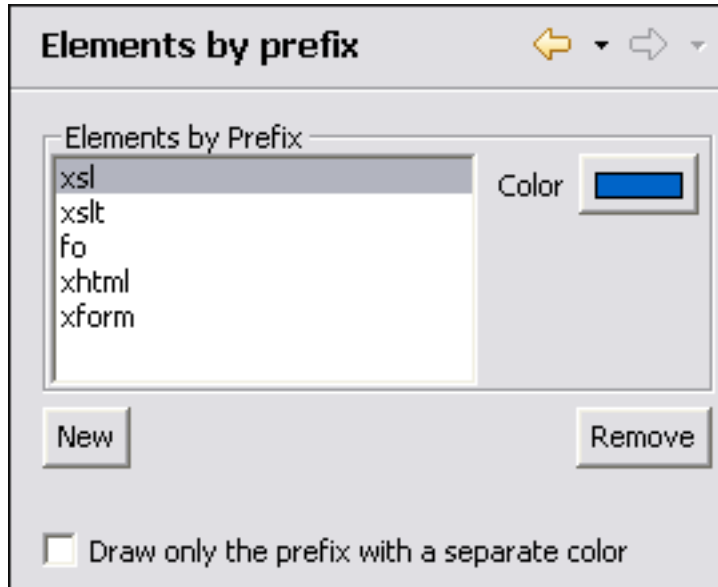 Elements by prefix
Elements by Prefix
xsl
Color
xslt
fo
xhtml
xform
New
Remove
Draw only the prefix with a separate color